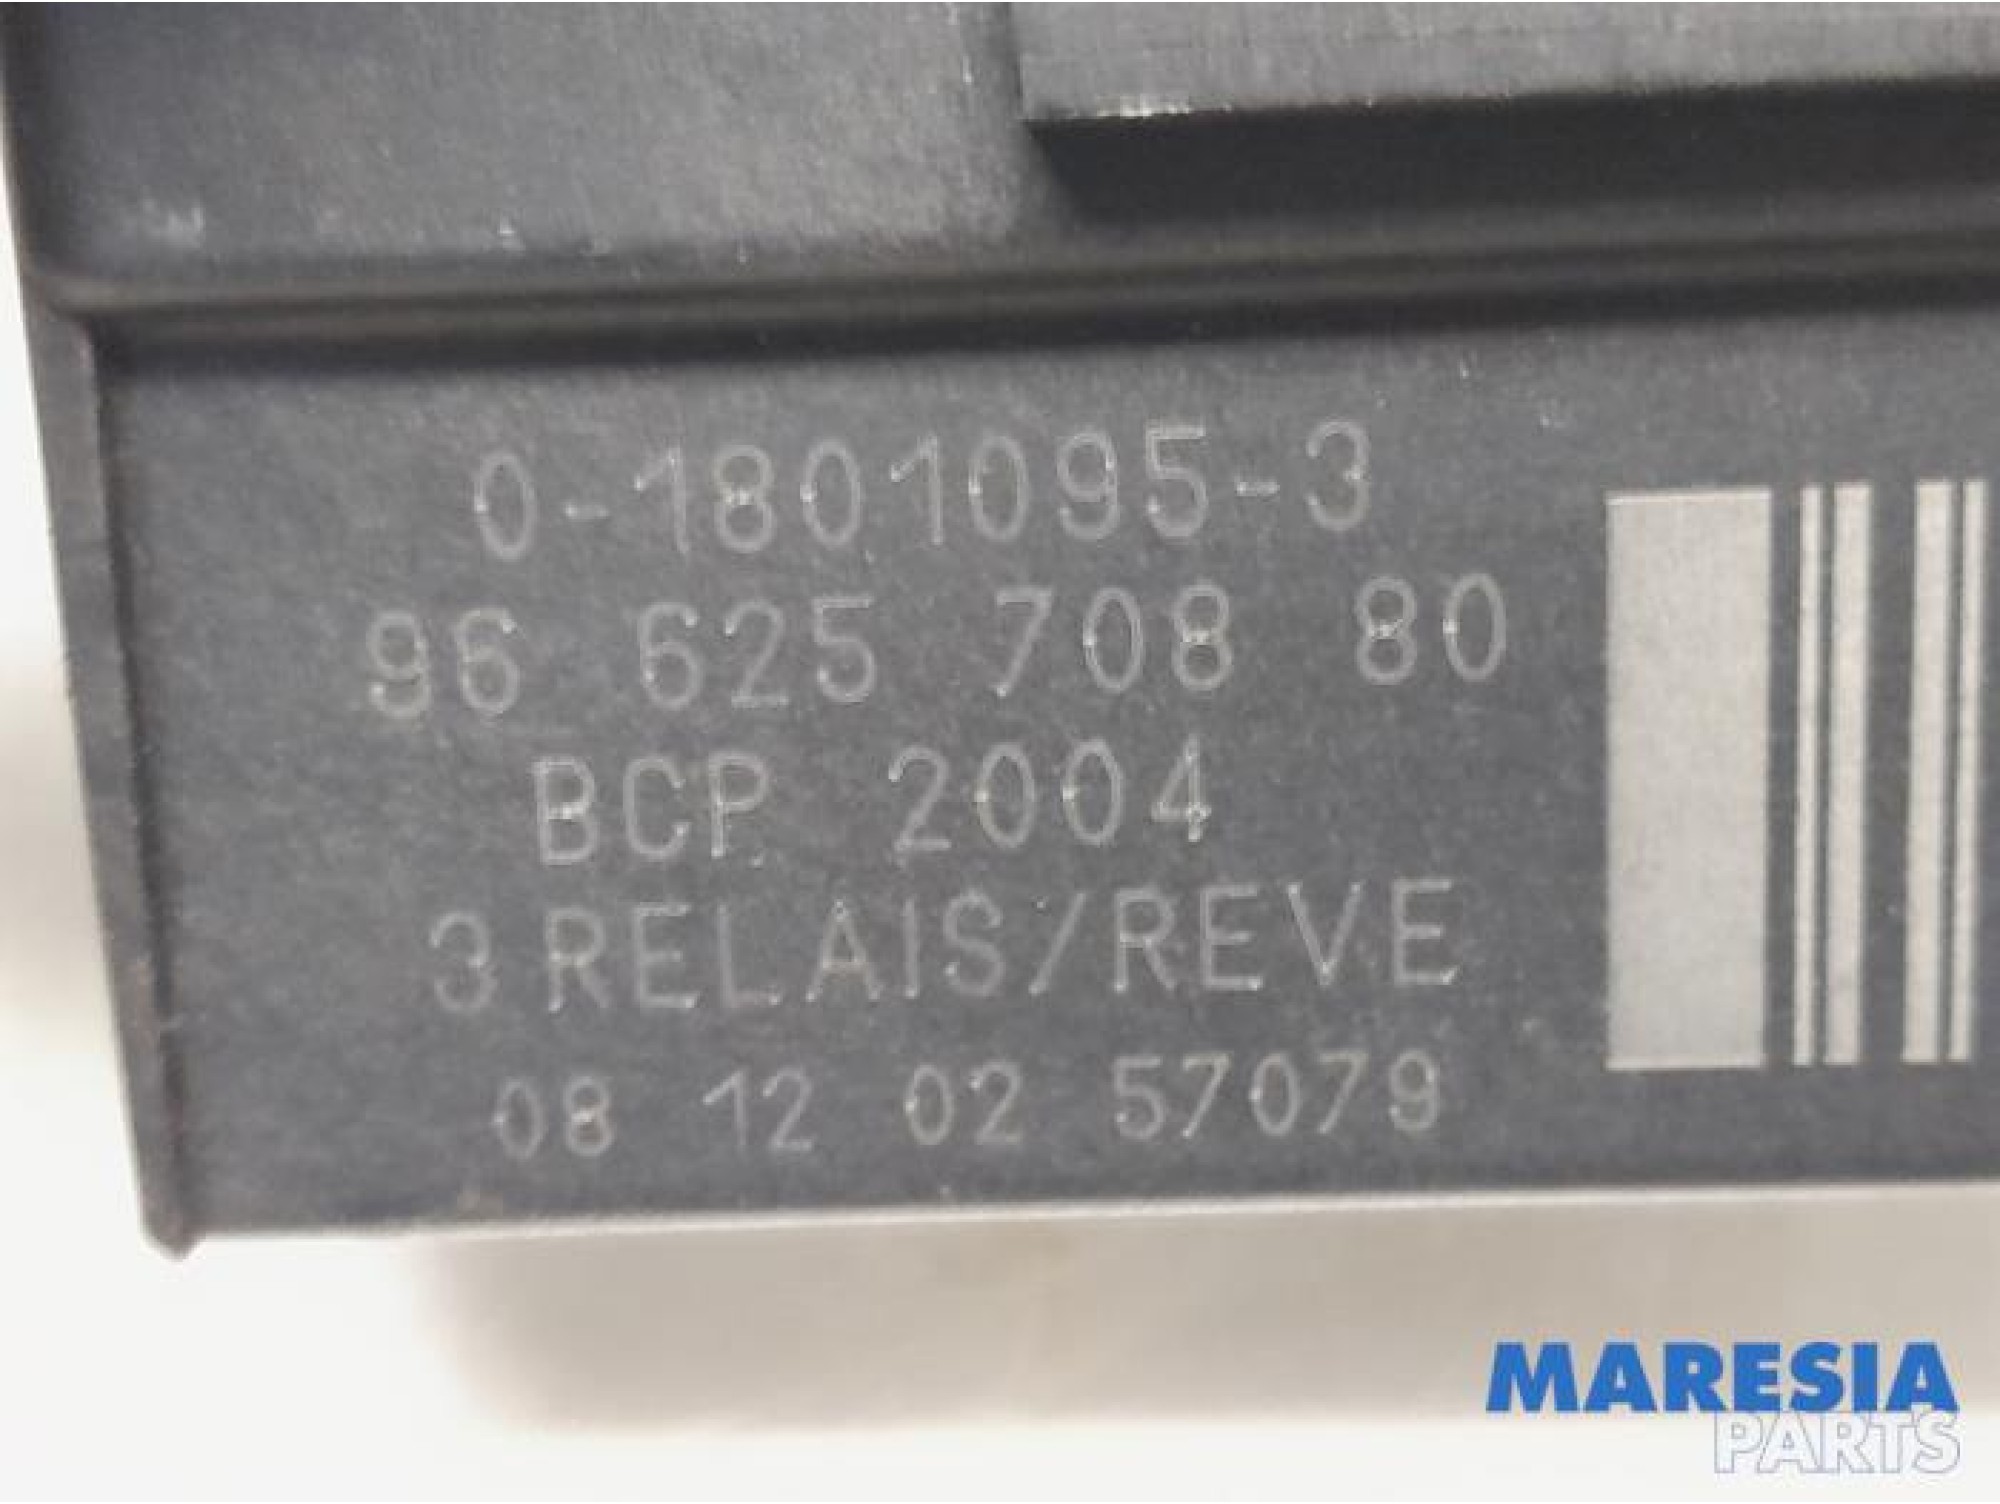 0-1801095-3
96 625 708 80
BCP 2004
3 RELAIS/REVE
08 12 02 57079
MARESIA
PARTS